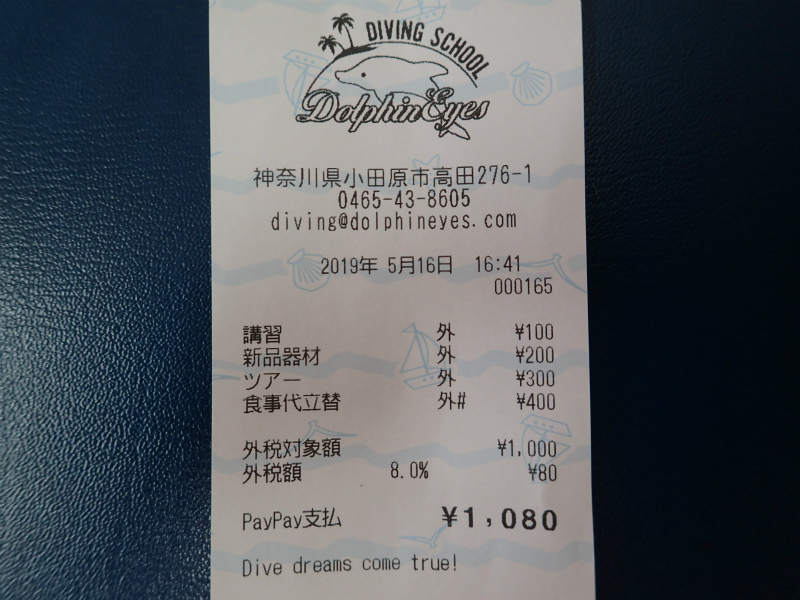 DIVING SCHOOL
DolphinEyes
神奈川県小田原市高田276-1
0465-43-8605
diving@dolphineyes.com
2019年 5月16日 16:41
000165
講習 外 ¥100
新品器材 外 ¥200
ツアー 外 ¥300
食事代立替 外# ¥400
外税対象額 ¥1,000
外税額 8.0% ¥80
PayPay支払 ¥1,080
Dive dreams come true!